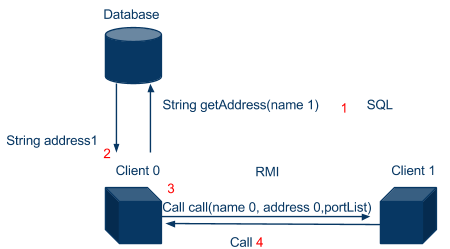 Database
String getAddress(name 1) 1 SQL
String address1
2
Client 0 RMI Client 1
3
Call call(name 0, address 0,portList)
Call 4